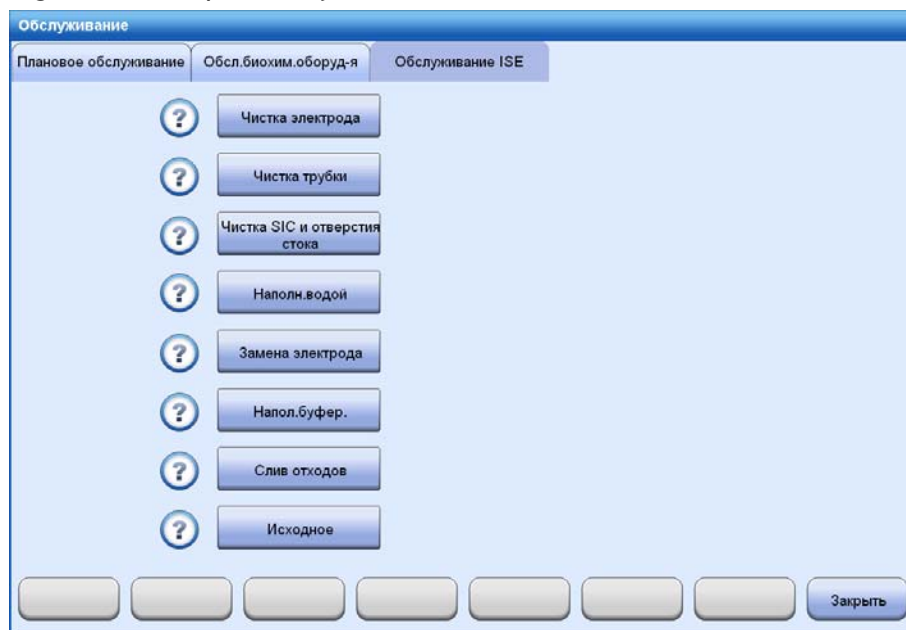 Обслуживание
Плановое обслуживание
Обсл.биохим.оборуд-я
Обслуживание ISE
? Чистка электрода
? Чистка трубки
? Чистка SIC и отверстия
стока
? Наполн.водой
? Замена электрода
? Напол.буфер.
? Слив отходов
? Исходное
Закрыть